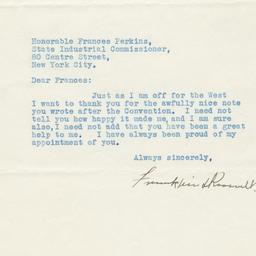 Honorable Frances Perkins,
State Industrial Commissioner,
80 Centre Street,
New York City.
Dear Frances:
Just as I am off for the West
I want to thank you for the awfully nice note
you wrote after the Convention. I need not
tell you how happy it made me, and I am sure
also, I need not add that you have been a great
help to me. I have always been proud of my
appointment of you.
Always sincerely,
Franklin D Roosevelt